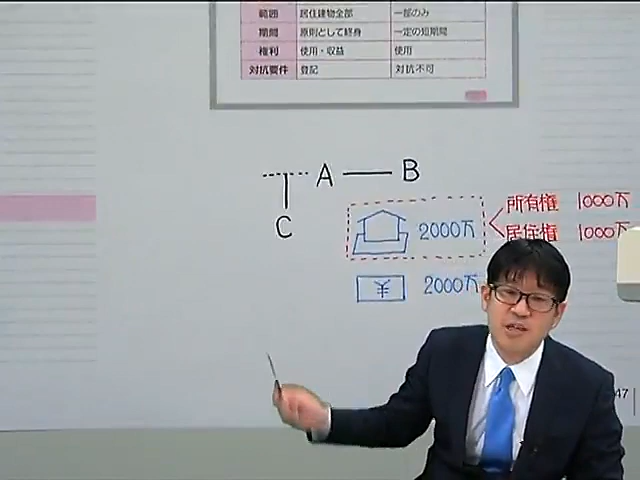 範囲 居住建物全部 一部のみ
期間 原則として終身 一定の短期間
権利 使用・収益 使用
対抗要件 登記 対抗不可
A B
C
2000万
所有権 1000万
居住権 1000万
¥ 2000万
47